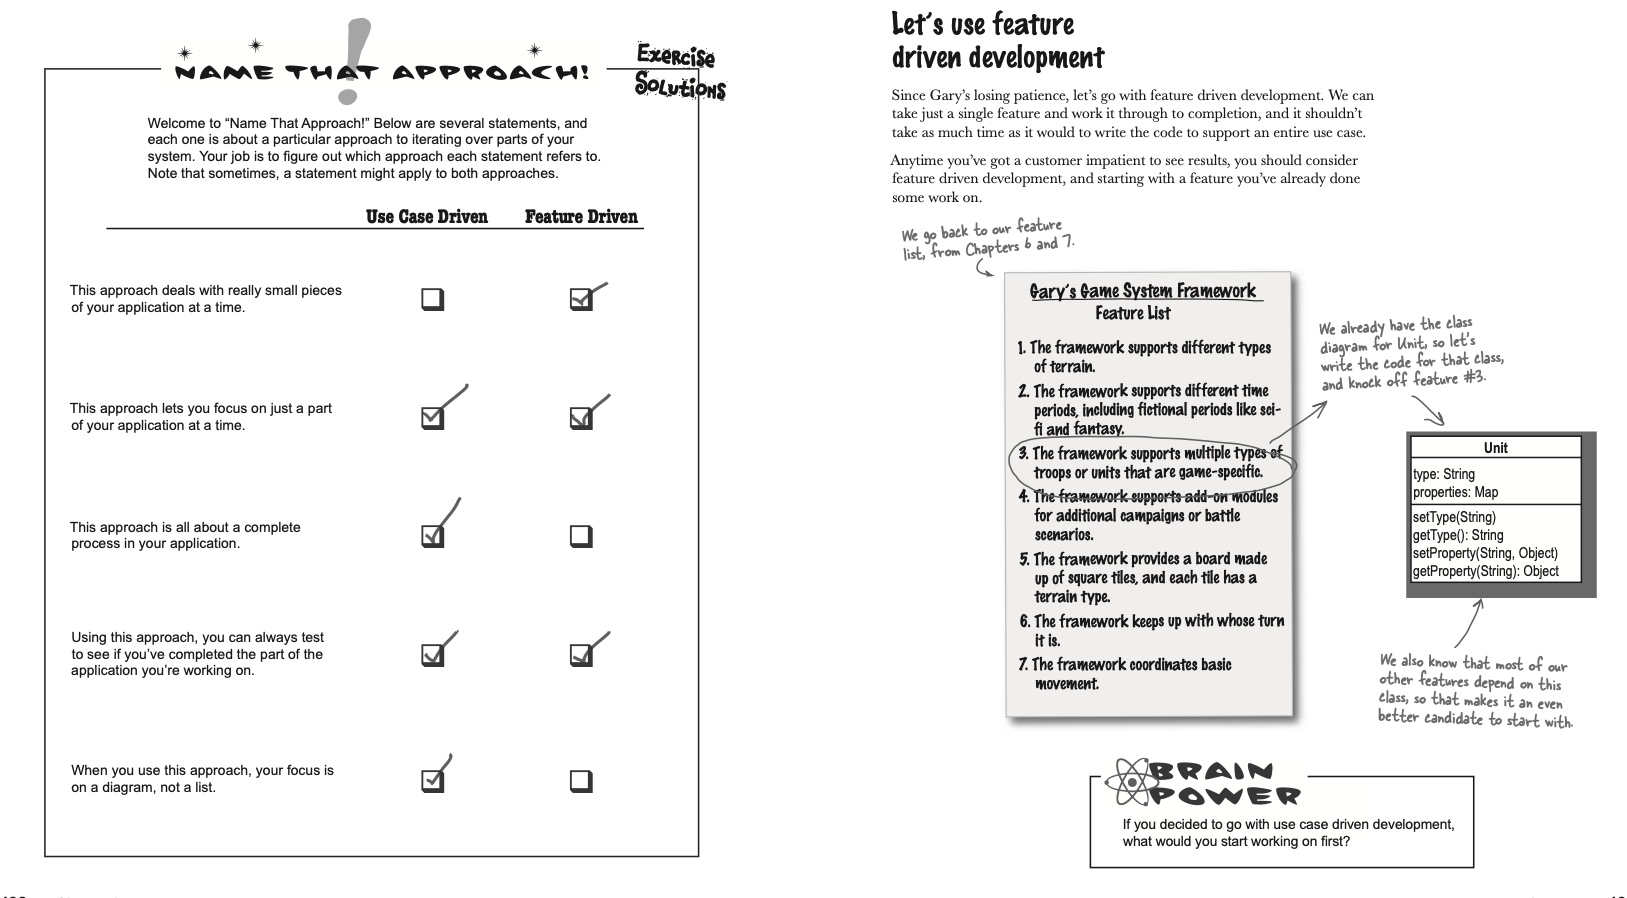 NAME THAT APPROACH!
Exercise
Solutions
Welcome to “Name That Approach!” Below are several statements, and
each one is about a particular approach to iterating over parts of your
system. Your job is to figure out which approach each statement refers to.
Note that sometimes, a statement might apply to both approaches.
Use Case Driven Feature Driven
This approach deals with really small pieces
of your application at a time.
This approach lets you focus on just a part
of your application at a time.
This approach is all about a complete
process in your application.
Using this approach, you can always test
to see if you’ve completed the part of the
application you’re working on.
When you use this approach, your focus is
on a diagram, not a list.
Let’s use feature
driven development
Since Gary’s losing patience, let’s go with feature driven development. We can
take just a single feature and work it through to completion, and it shouldn’t
take as much time as it would to write the code to support an entire use case.
Anytime you’ve got a customer impatient to see results, you should consider
feature driven development, and starting with a feature you’ve already done
some work on.
We go back to our feature
list, from Chapters 6 and 7.
Gary’s Game System Framework
Feature List
1. The framework supports different types
of terrain.
2. The framework supports different time
periods, including fictional periods like sci-
fi and fantasy.
3. The framework supports multiple types of
troops or units that are game-specific.
4. The framework supports add-on modules
for additional campaigns or battle
scenarios.
5. The framework provides a board made
up of square tiles, and each tile has a
terrain type.
6. The framework keeps up with whose turn
it is.
7. The framework coordinates basic
movement.
We already have the class
diagram for Unit, so let’s
write the code for that class,
and knock off feature #3.
Unit
type: String
properties: Map
setType(String)
getType(): String
setProperty(String, Object)
getProperty(String): Object
We also know that most of our
other features depend on this
class, so that makes it an even
better candidate to start with.
BRAIN
POWER
If you decided to go with use case driven development,
what would you start working on first?